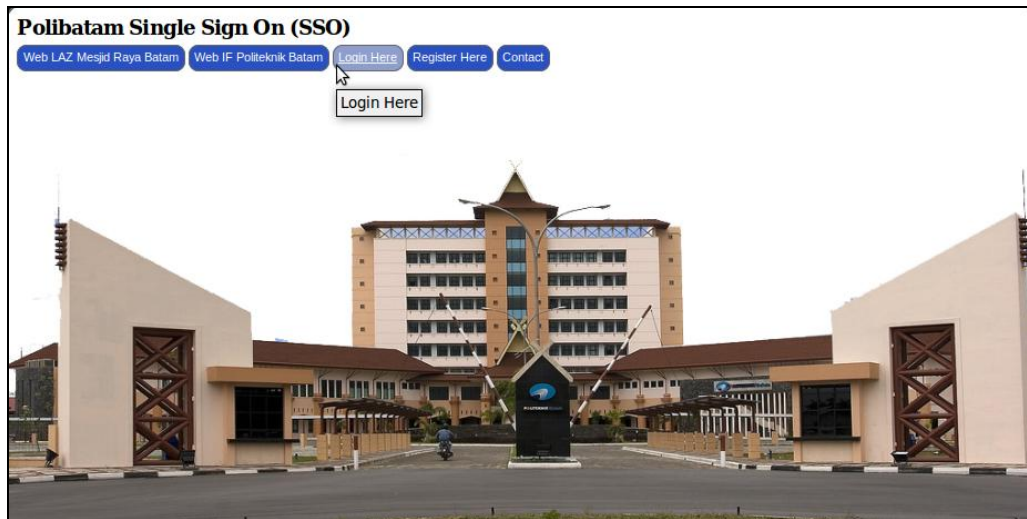 Polibatam Single Sign On (SSO)
Web LAZ Mesjid Raya Batam Web IF Politeknik Batam Login Here Register Here Contact
Login Here